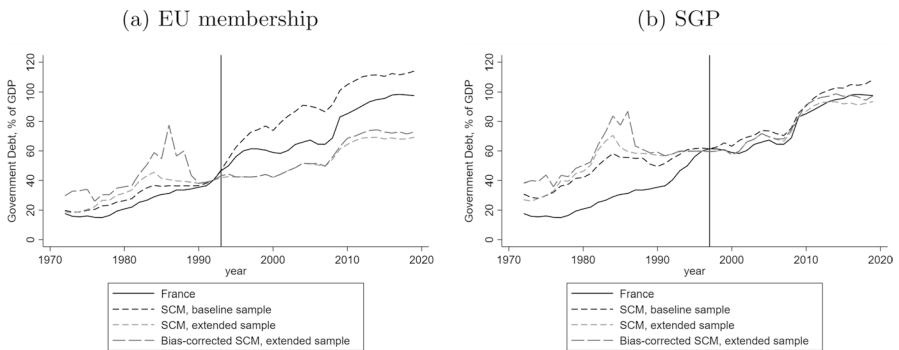 (a) EU membership
(b) SGP
Government Debt, % of GDP
120
100
80
60
40
20
0
1970 1980 1990 2000 2010 2020
year
France
SCM, baseline sample
SCM, extended sample
Bias-corrected SCM, extended sample
Government Debt, % of GDP
120
100
80
60
40
20
0
1970 1980 1990 2000 2010 2020
year
France
SCM, baseline sample
SCM, extended sample
Bias-corrected SCM, extended sample